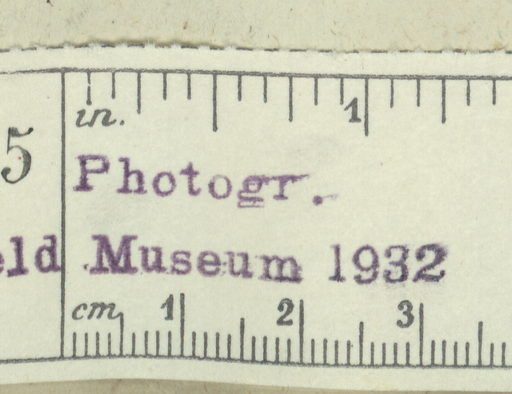 in. 1
5
Photogr.
eld Museum 1932
cm 1 2 3